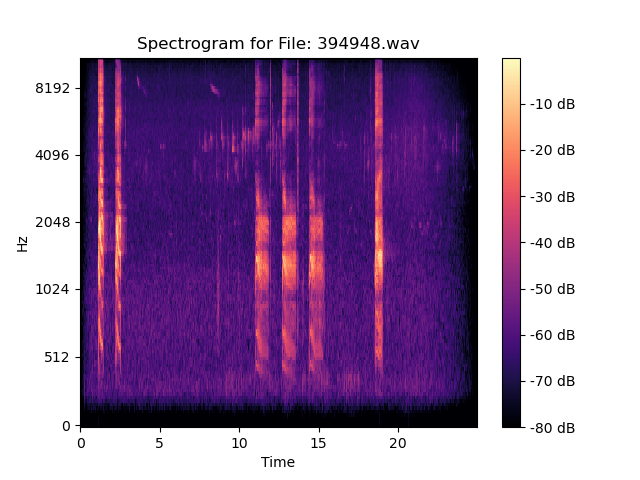 Spectrogram for File: 394948.wav
8192
4096
2048
1024
512
0
Hz
0
5
10
15
20
Time
-10 dB
-20 dB
-30 dB
-40 dB
-50 dB
-60 dB
-70 dB
-80 dB